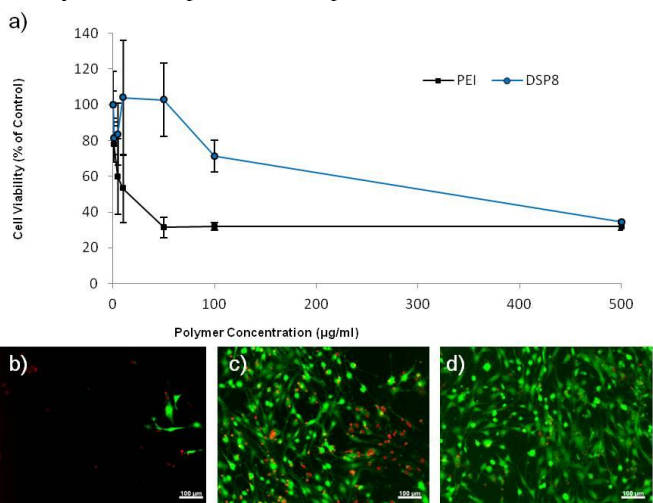 a)
140
120
100
80
60
40
20
0
Cell Viability (% of Control)
PEI
DSP8
0
100
200
300
400
500
Polymer Concentration (µg/ml)
b)
c)
d)
100 µm
100 µm
100 µm